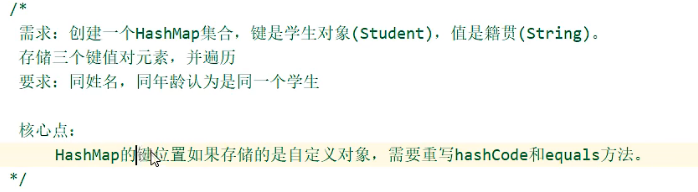 /*
需求：创建一个HashMap集合，键是学生对象(Student)，值是籍贯(String)。
存储三个键值对元素，并遍历
要求：同姓名，同年龄认为是同一个学生
核心点：
HashMap的键位置如果存储的是自定义对象，需要重写hashCode和equals方法。
*/